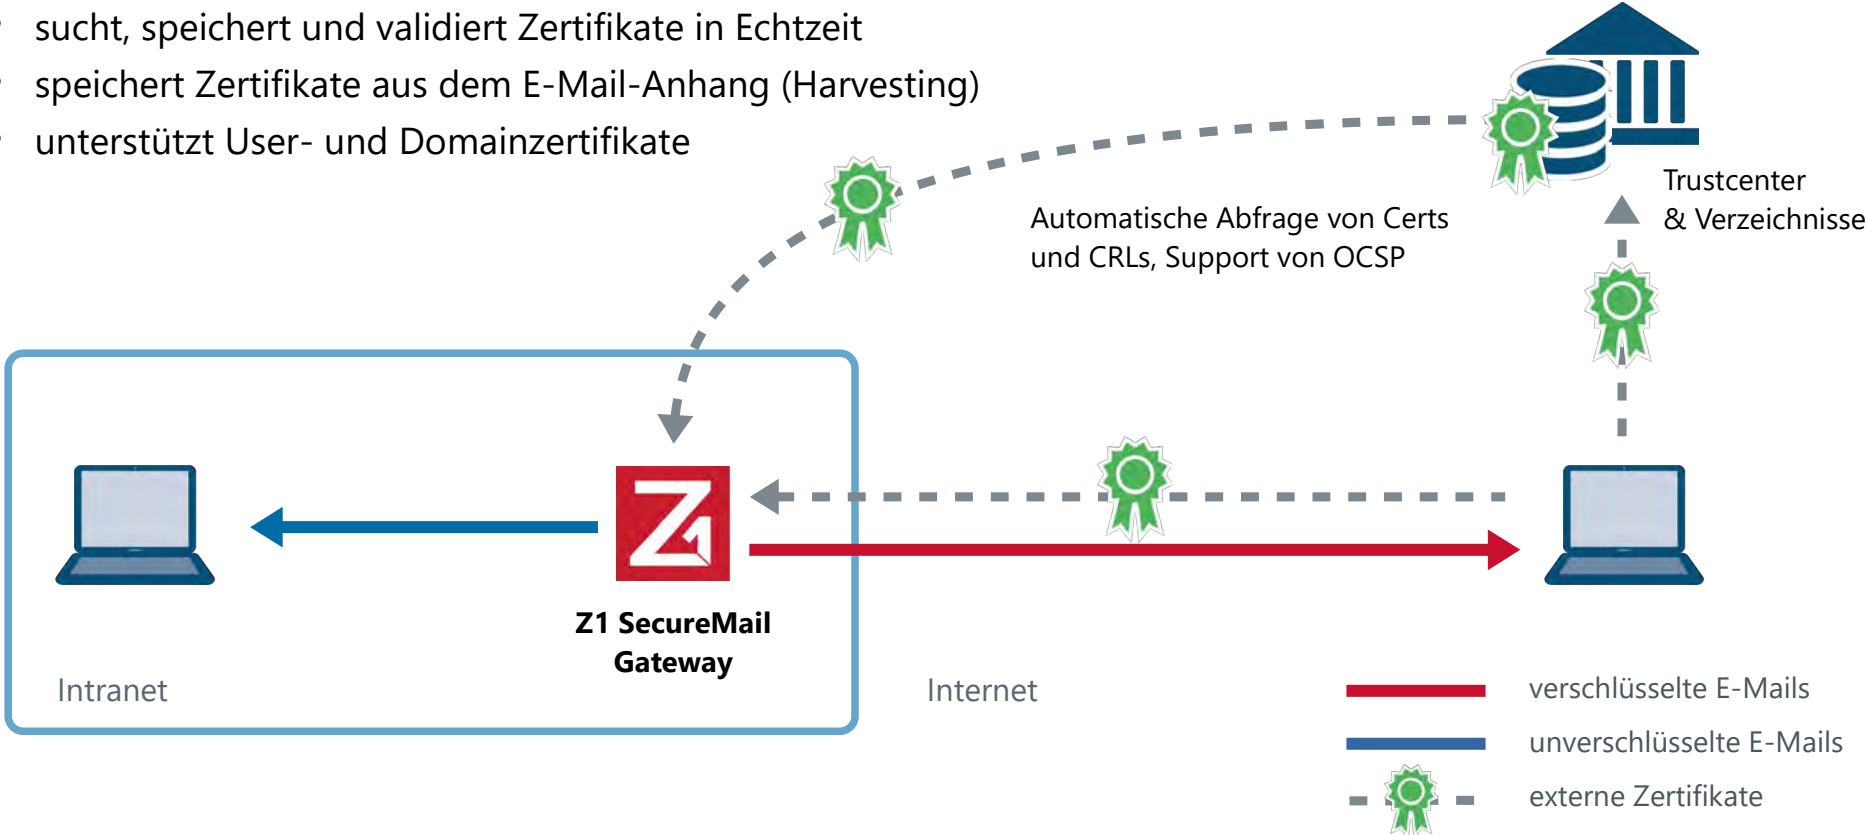 sucht, speichert und validiert Zertifikate in Echtzeit
speichert Zertifikate aus dem E-Mail-Anhang (Harvesting)
unterstützt User- und Domainzertifikate
Trustcenter
& Verzeichnisse
Automatische Abfrage von Certs
und CRLs, Support von OCSP
Z1
Z1 SecureMail
Gateway
Intranet
Internet
verschlüsselte E-Mails
unverschlüsselte E-Mails
externe Zertifikate